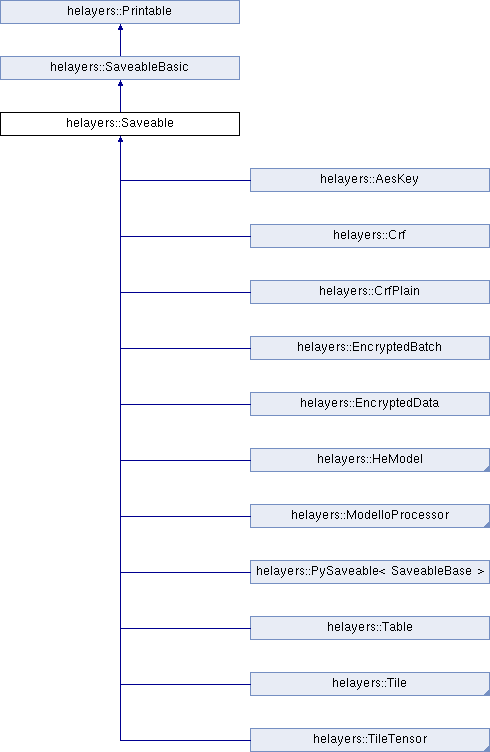 helayers::Printable
helayers::SaveableBasic
helayers::Saveable
helayers::AesKey
helayers::Crf
helayers::CrfPlain
helayers::EncryptedBatch
helayers::EncryptedData
helayers::HeModel
helayers::ModelIoProcessor
helayers::PySaveable< SaveableBase >
helayers::Table
helayers::Tile
helayers::TileTensor